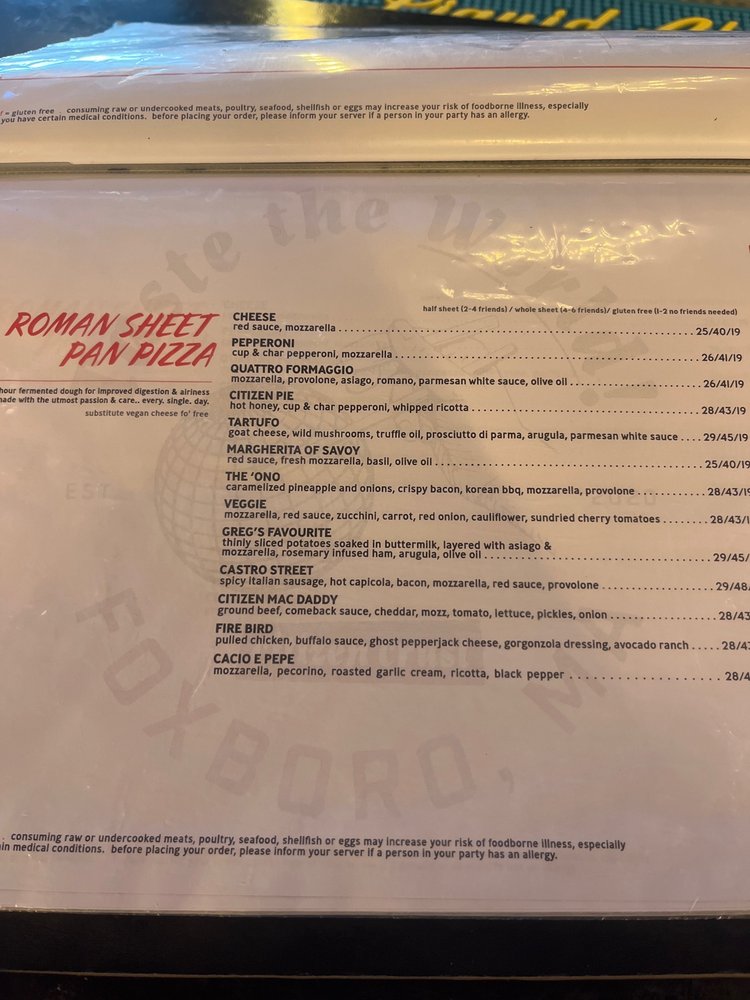 f = gluten free . consuming raw or undercooked meats, poultry, seafood, shellfish or eggs may increase your risk of foodborne illness, especially
you have certain medical conditions. before placing your order, please inform your server if a person in your party has an allergy.
ste the World
half sheet (2-4 friends) / whole sheet (4-6 friends)/ gluten free (1-2 no friends needed)
ROMAN SHEET
PAN PIZZA
hour fermented dough for improved digestion & airiness
made with the utmost passion & care.. every. single. day.
substitute vegan cheese fo' free
CHEESE
red sauce, mozzarella 25/40/19
PEPPERONI
cup & char pepperoni, mozzarella 26/41/19
QUATTRO FORMAGGIO
mozzarella, provolone, asiago, romano, parmesan white sauce, olive oil 26/41/19
CITIZEN PIE
hot honey, cup & char pepperoni, whipped ricotta 28/43/19
TARTUFO
goat cheese, wild mushrooms, truffle oil, prosciutto di parma, arugula, parmesan white sauce 29/45/19
MARGHERITA OF SAVOY
red sauce, fresh mozzarella, basil, olive oil 25/40/19
THE 'ONO
caramelized pineapple and onions, crispy bacon, korean bbq, mozzarella, provolone 28/43/19
VEGGIE
mozzarella, red sauce, zucchini, carrot, red onion, cauliflower, sundried cherry tomatoes 28/43/1
GREG'S FAVOURITE
thinly sliced potatoes soaked in buttermilk, layered with asiago &
mozzarella, rosemary infused ham, arugula, olive oil 29/45/
CASTRO STREET
spicy italian sausage, hot capicola, bacon, mozzarella, red sauce, provolone 29/48
CITIZEN MAC DADDY
ground beef, comeback sauce, cheddar, mozz, tomato, lettuce, pickles, onion 28/43
FIRE BIRD
pulled chicken, buffalo sauce, ghost pepperjack cheese, gorgonzola dressing, avocado ranch 28/4
CACIO E PEPE
mozzarella, pecorino, roasted garlic cream, ricotta, black pepper 28/4
EST
FOXBORO, M
. consuming raw or undercooked meats, poultry, seafood, shellfish or eggs may increase your risk of foodborne illness, especially
in medical conditions. before placing your order, please inform your server if a person in your party has an allergy.